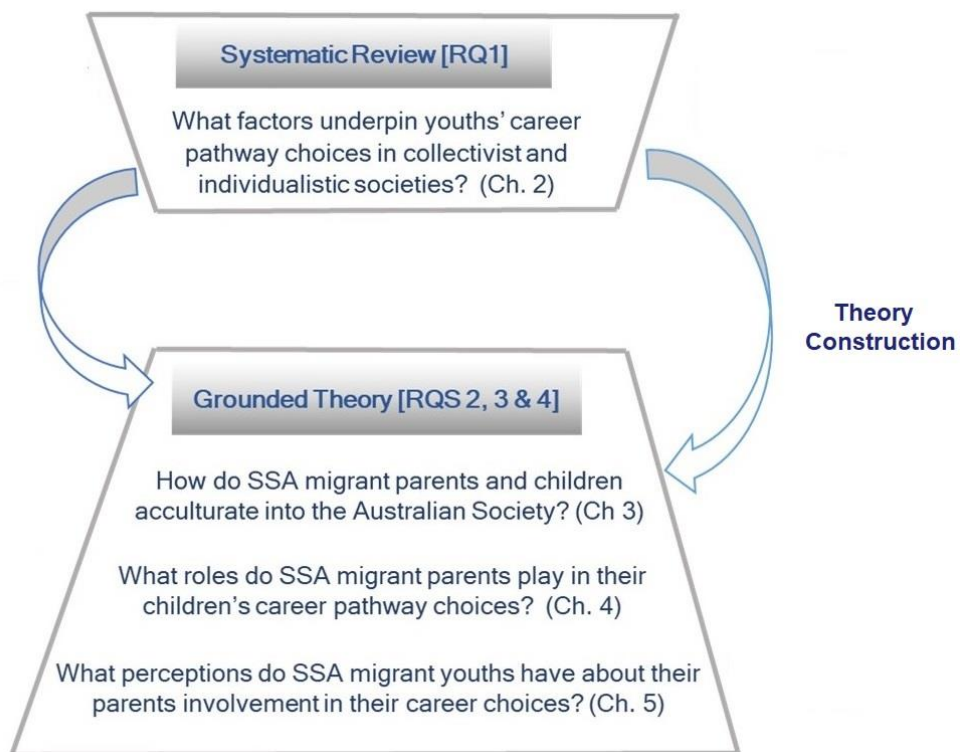 Systematic Review [RQ1]
What factors underpin youths' career
pathway choices in collectivist and
individualistic societies? (Ch. 2)
Theory
Construction
Grounded Theory [RQS 2, 3 & 4]
How do SSA migrant parents and children
acculturate into the Australian Society? (Ch 3)
What roles do SSA migrant parents play in their
children's career pathway choices? (Ch. 4)
What perceptions do SSA migrant youths have about their
parents involvement in their career choices? (Ch. 5)